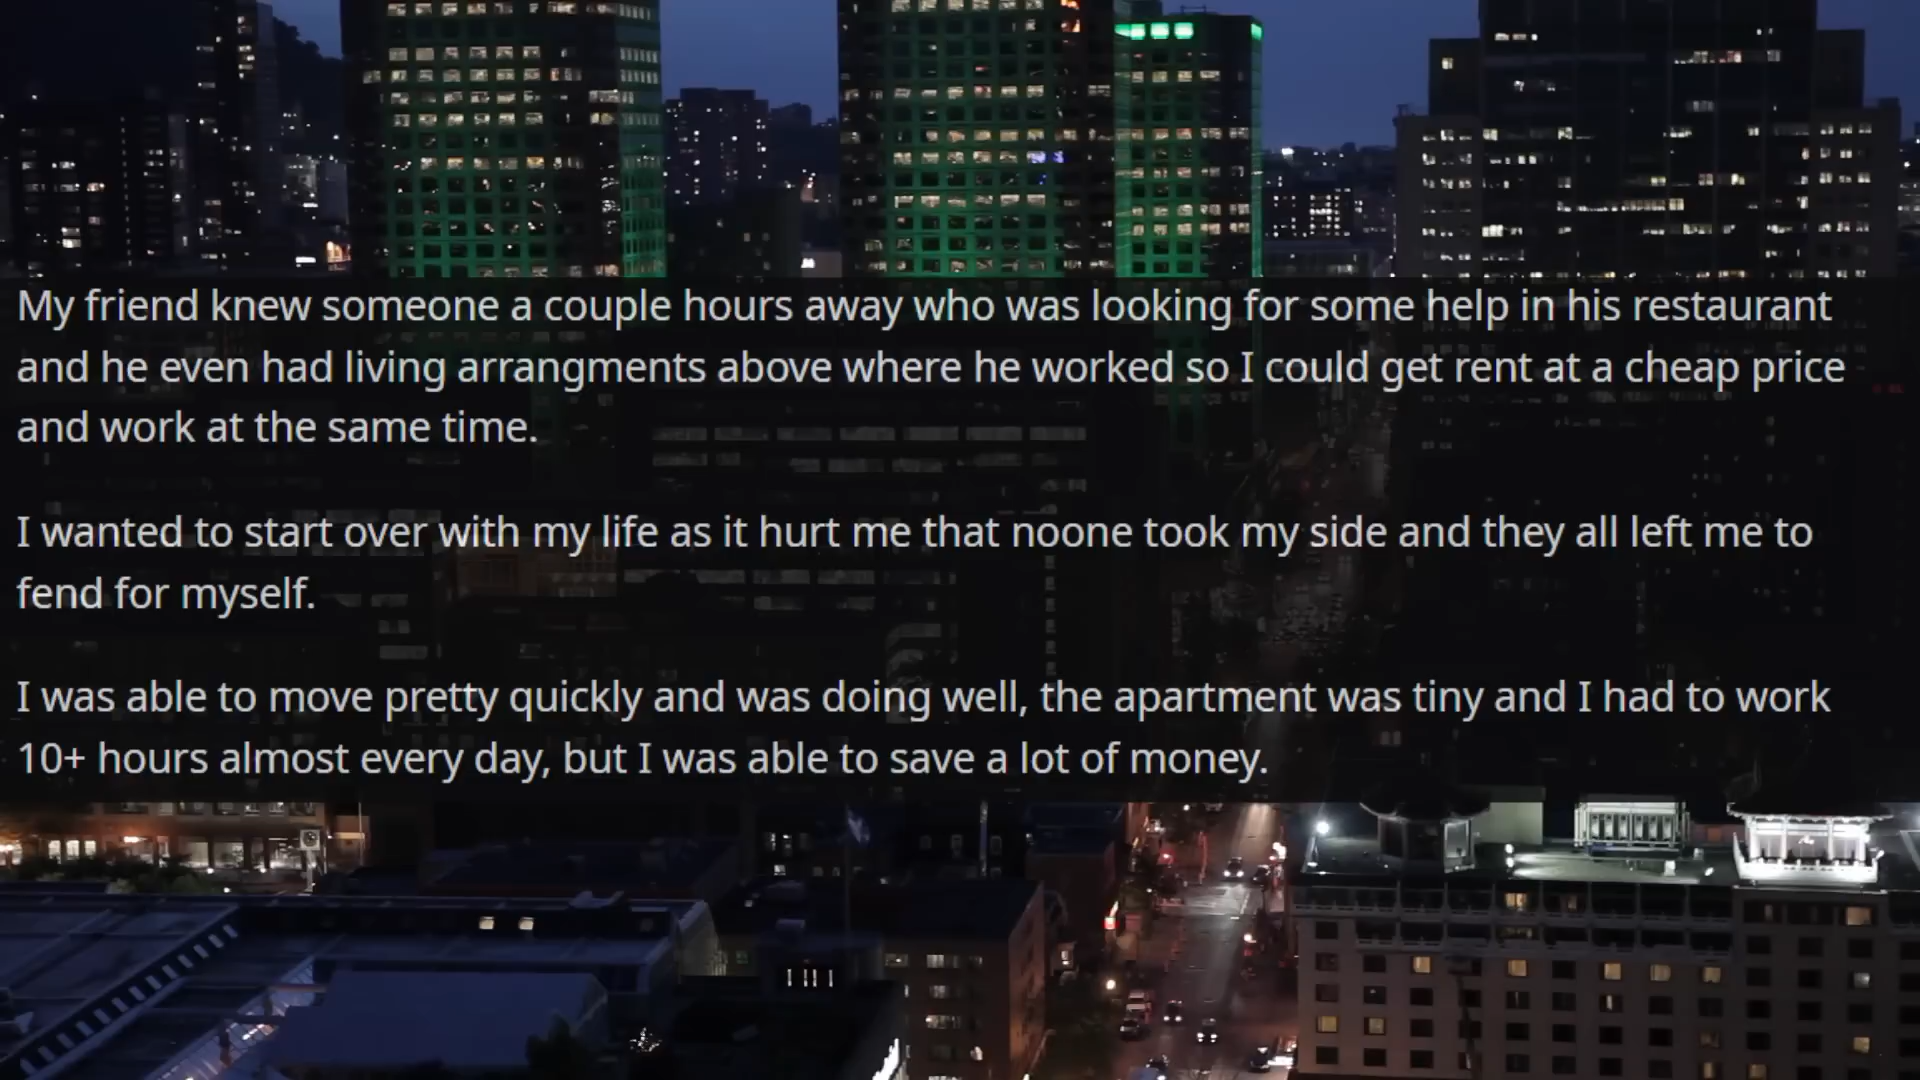 My friend knew someone a couple hours away who was looking for some help in his restaurant
and he even had living arrangments above where he worked so I could get rent at a cheap price
and work at the same time.
I wanted to start over with my life as it hurt me that noone took my side and they all left me to
fend for myself.
I was able to move pretty quickly and was doing well, the apartment was tiny and I had to work
10+ hours almost every day, but I was able to save a lot of money.